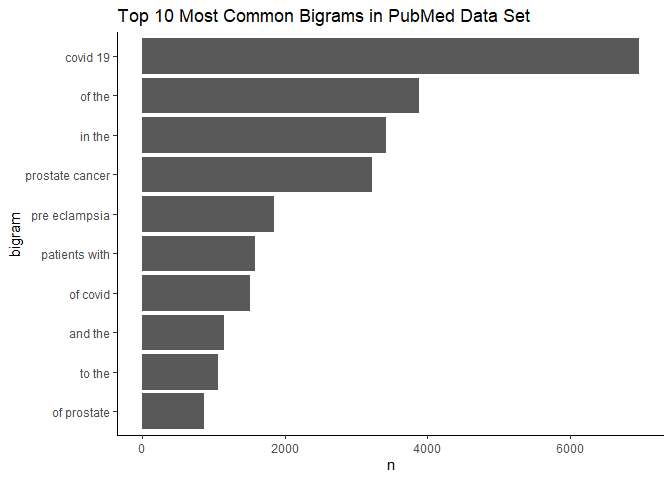 Top 10 Most Common Bigrams in PubMed Data Set
covid 19
of the
in the
prostate cancer
pre eclampsia
patients with
of covid
and the
to the
of prostate
bigram
0 2000 4000 6000
n